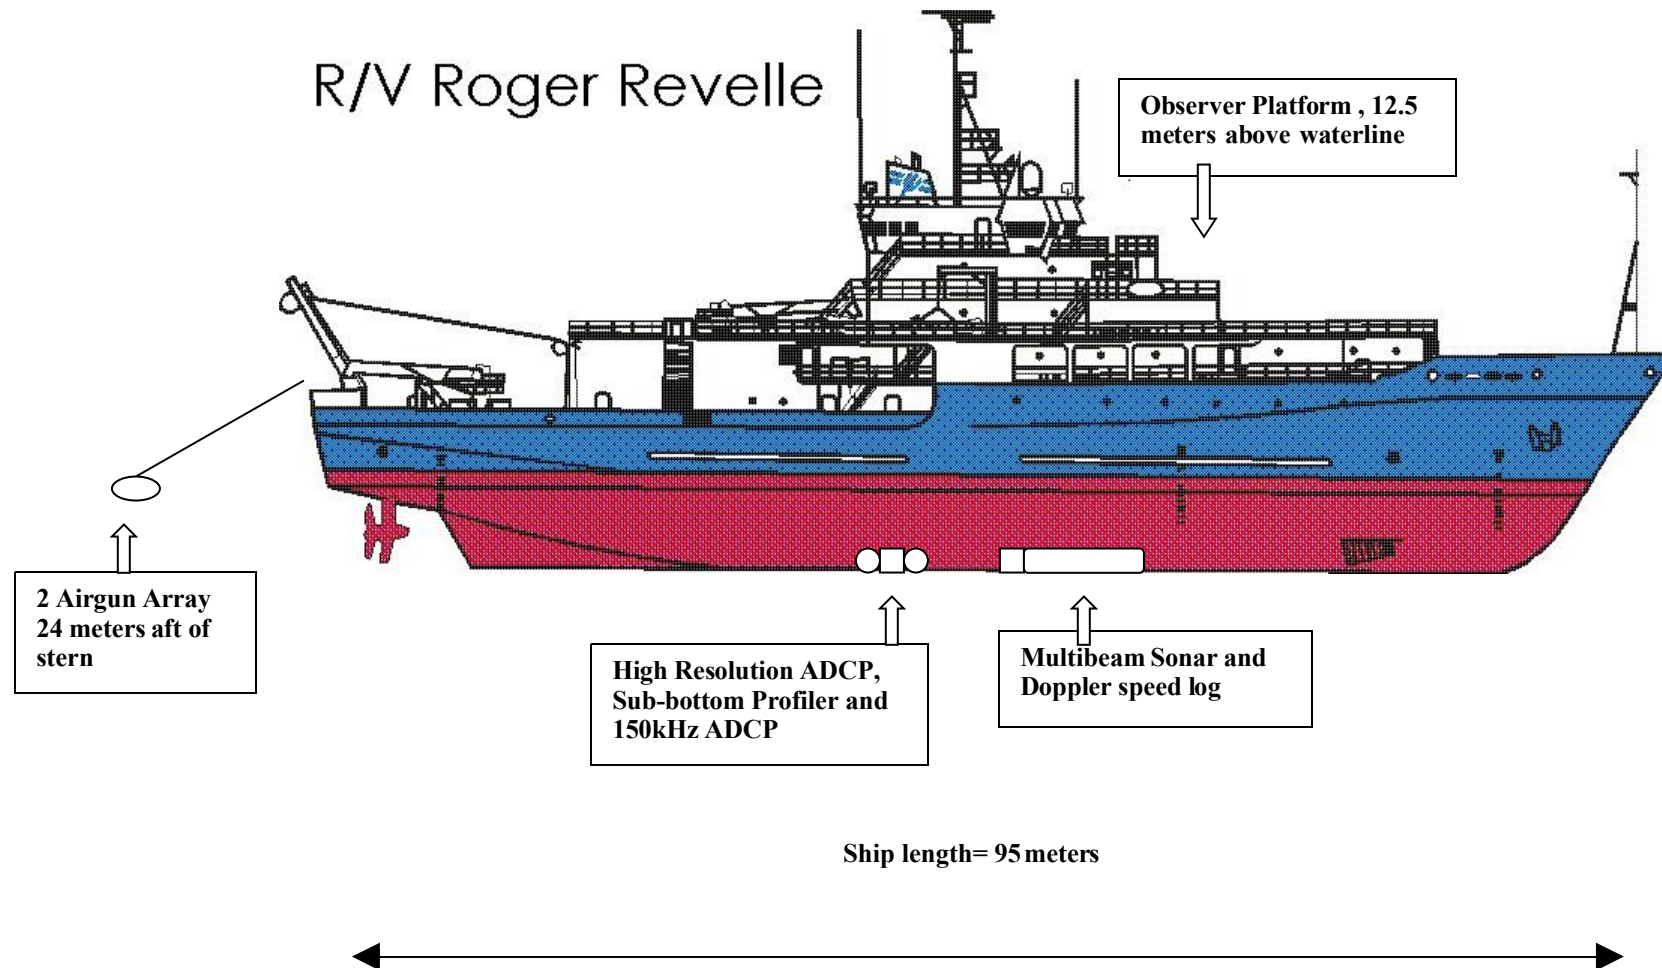 R/V Roger Revelle
Observer Platform , 12.5
meters above waterline
2 Airgun Array
24 meters aft of
stern
High Resolution ADCP,
Sub-bottom Profiler and
150kHz ADCP
Multibeam Sonar and
Doppler speed log
Ship length= 95 meters